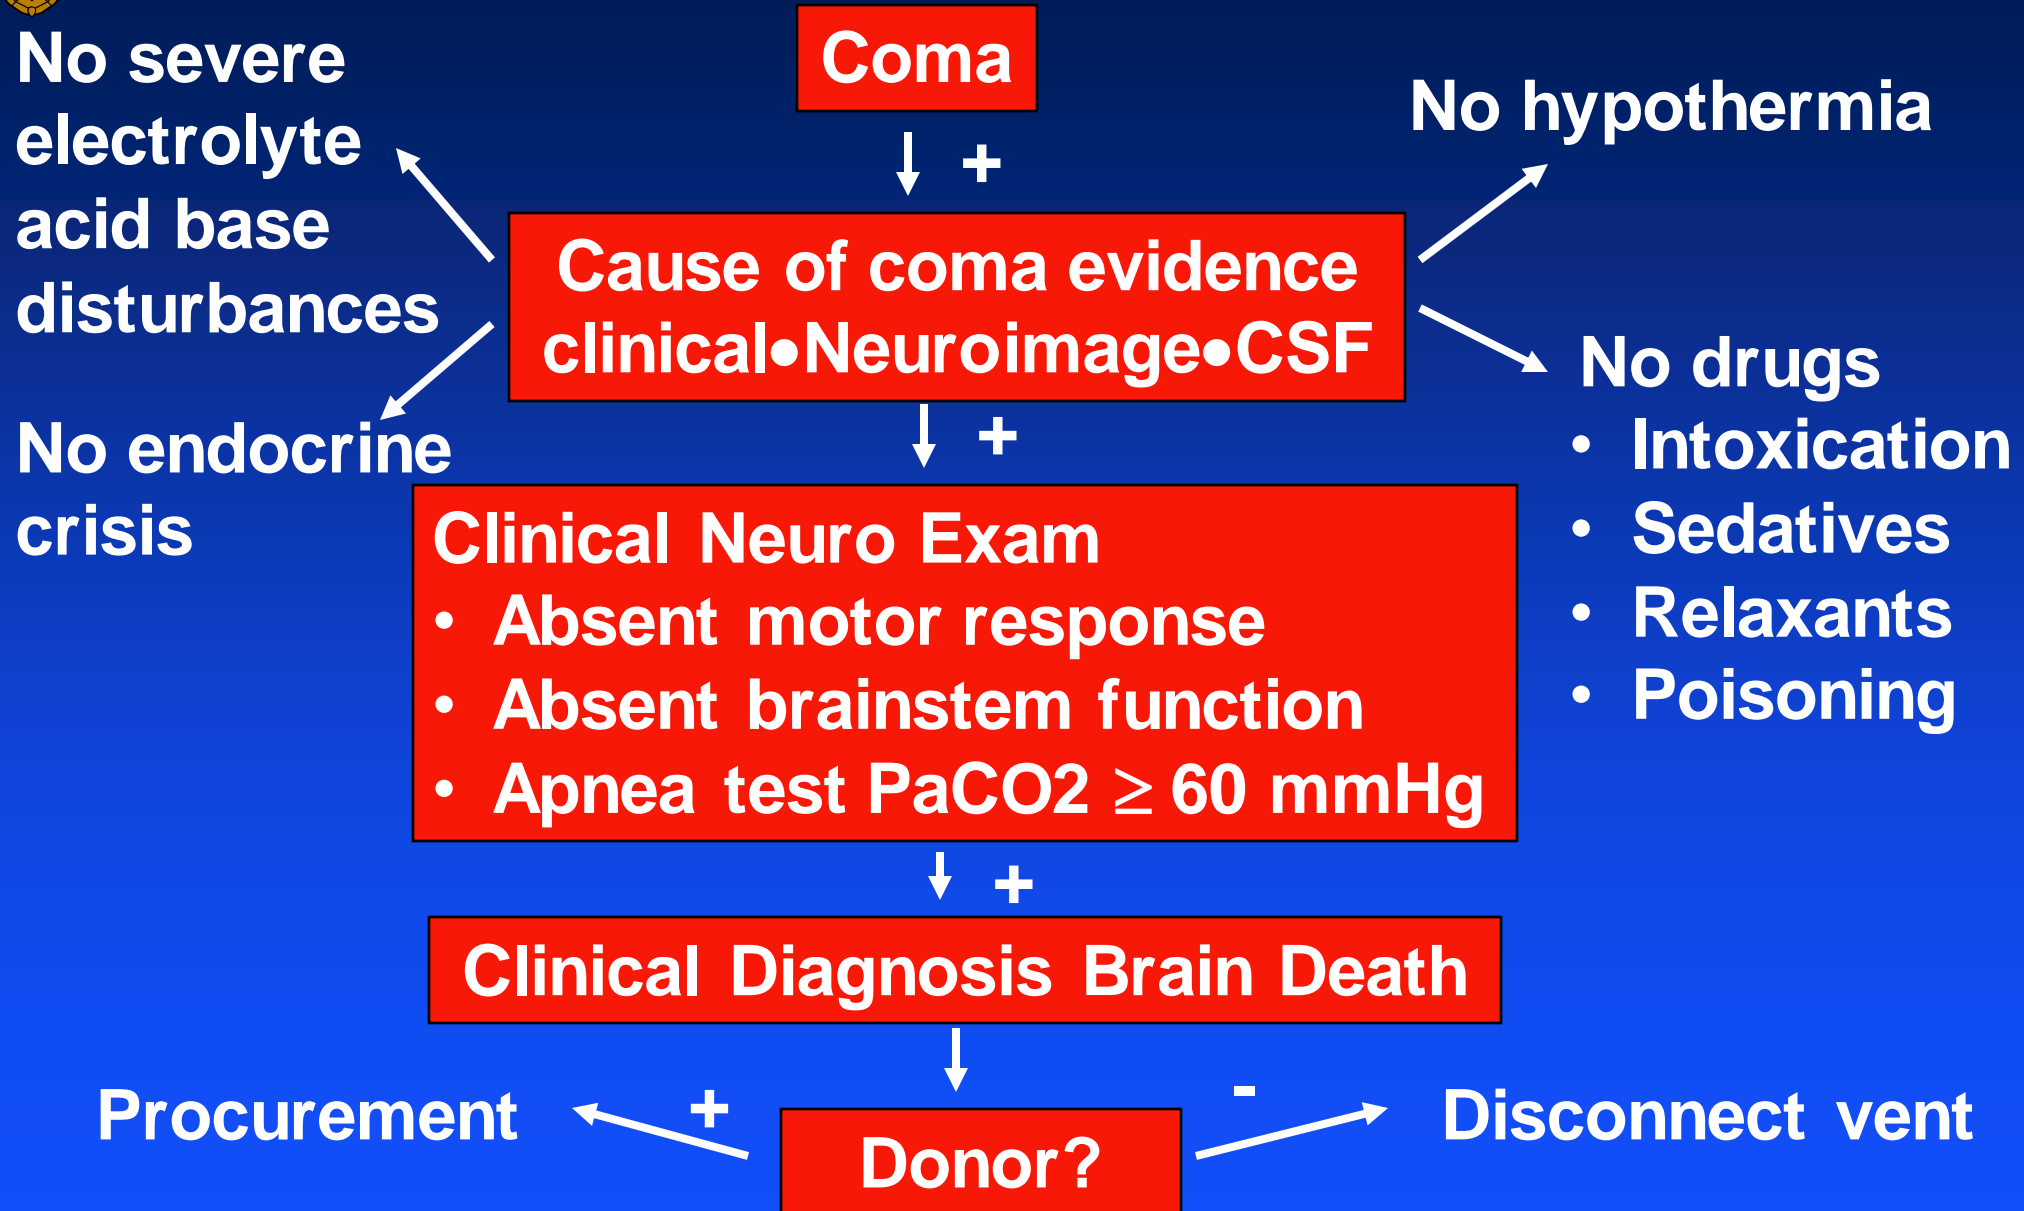 Coma
+
No severe
electrolyte
acid base
disturbances
No hypothermia
Cause of coma evidence
clinical•Neuroimage•CSF
No endocrine
crisis
No drugs
• Intoxication
• Sedatives
• Relaxants
• Poisoning
+
Clinical Neuro Exam
• Absent motor response
• Absent brainstem function
• Apnea test PaCO2 ≥ 60 mmHg
+
Clinical Diagnosis Brain Death
Procurement
+
Donor?
-
Disconnect vent